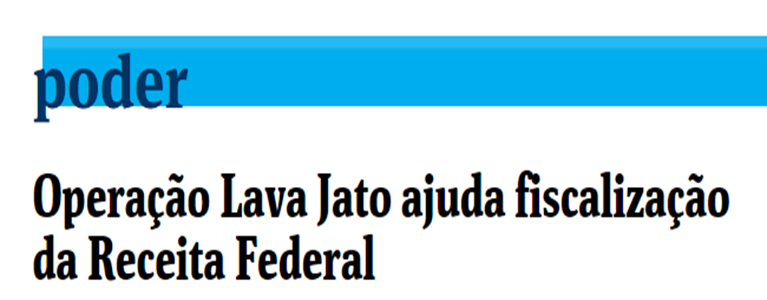 poder
Operação Lava Jato ajuda fiscalização
da Receita Federal